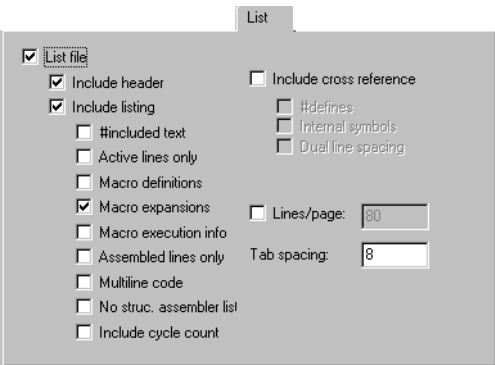 List
List file
Include header
Include listing
#included text
Active lines only
Macro definitions
Macro expansions
Macro execution info
Assembled lines only
Multiline code
No struc. assembler list
Include cycle count
Include cross reference
#defines
Internal symbols
Dual line spacing
Lines/page: 80
Tab spacing: 8